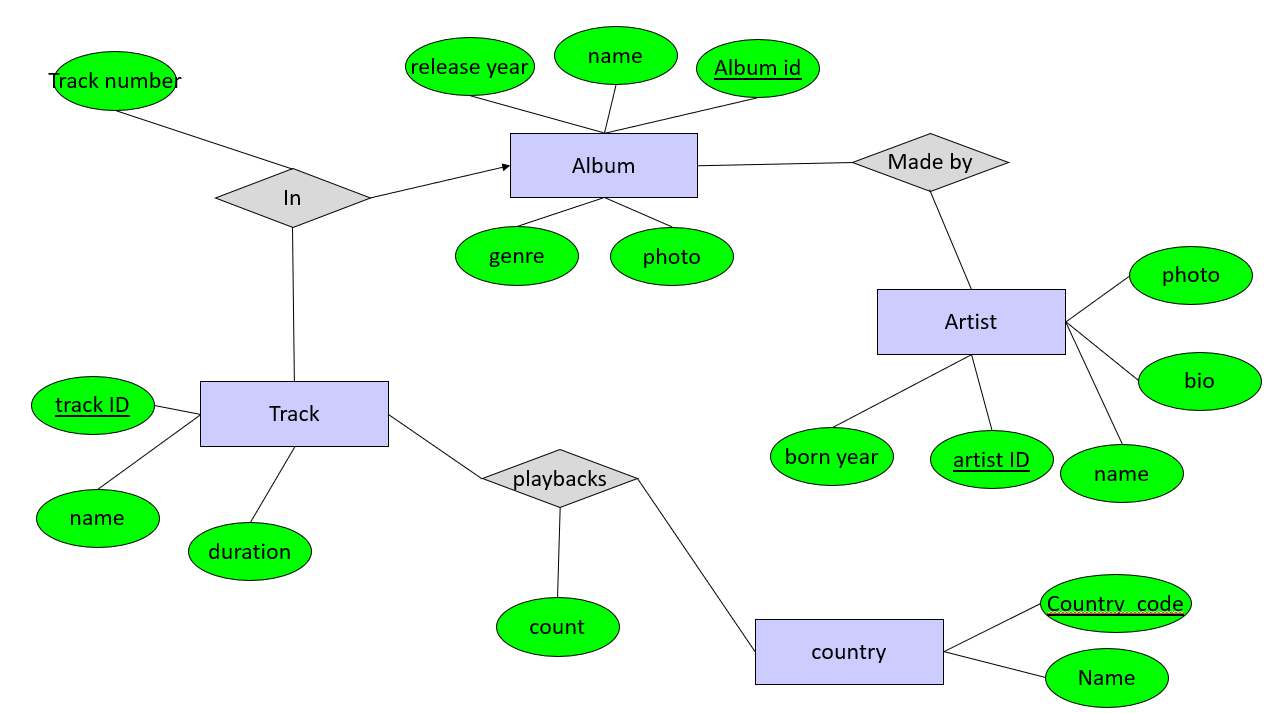 release year
name
Album id
Track number
Album
Made by
In
genre
photo
photo
Artist
bio
track ID
Track
born year
artist ID
name
playbacks
name
duration
count
Country_code
country
Name